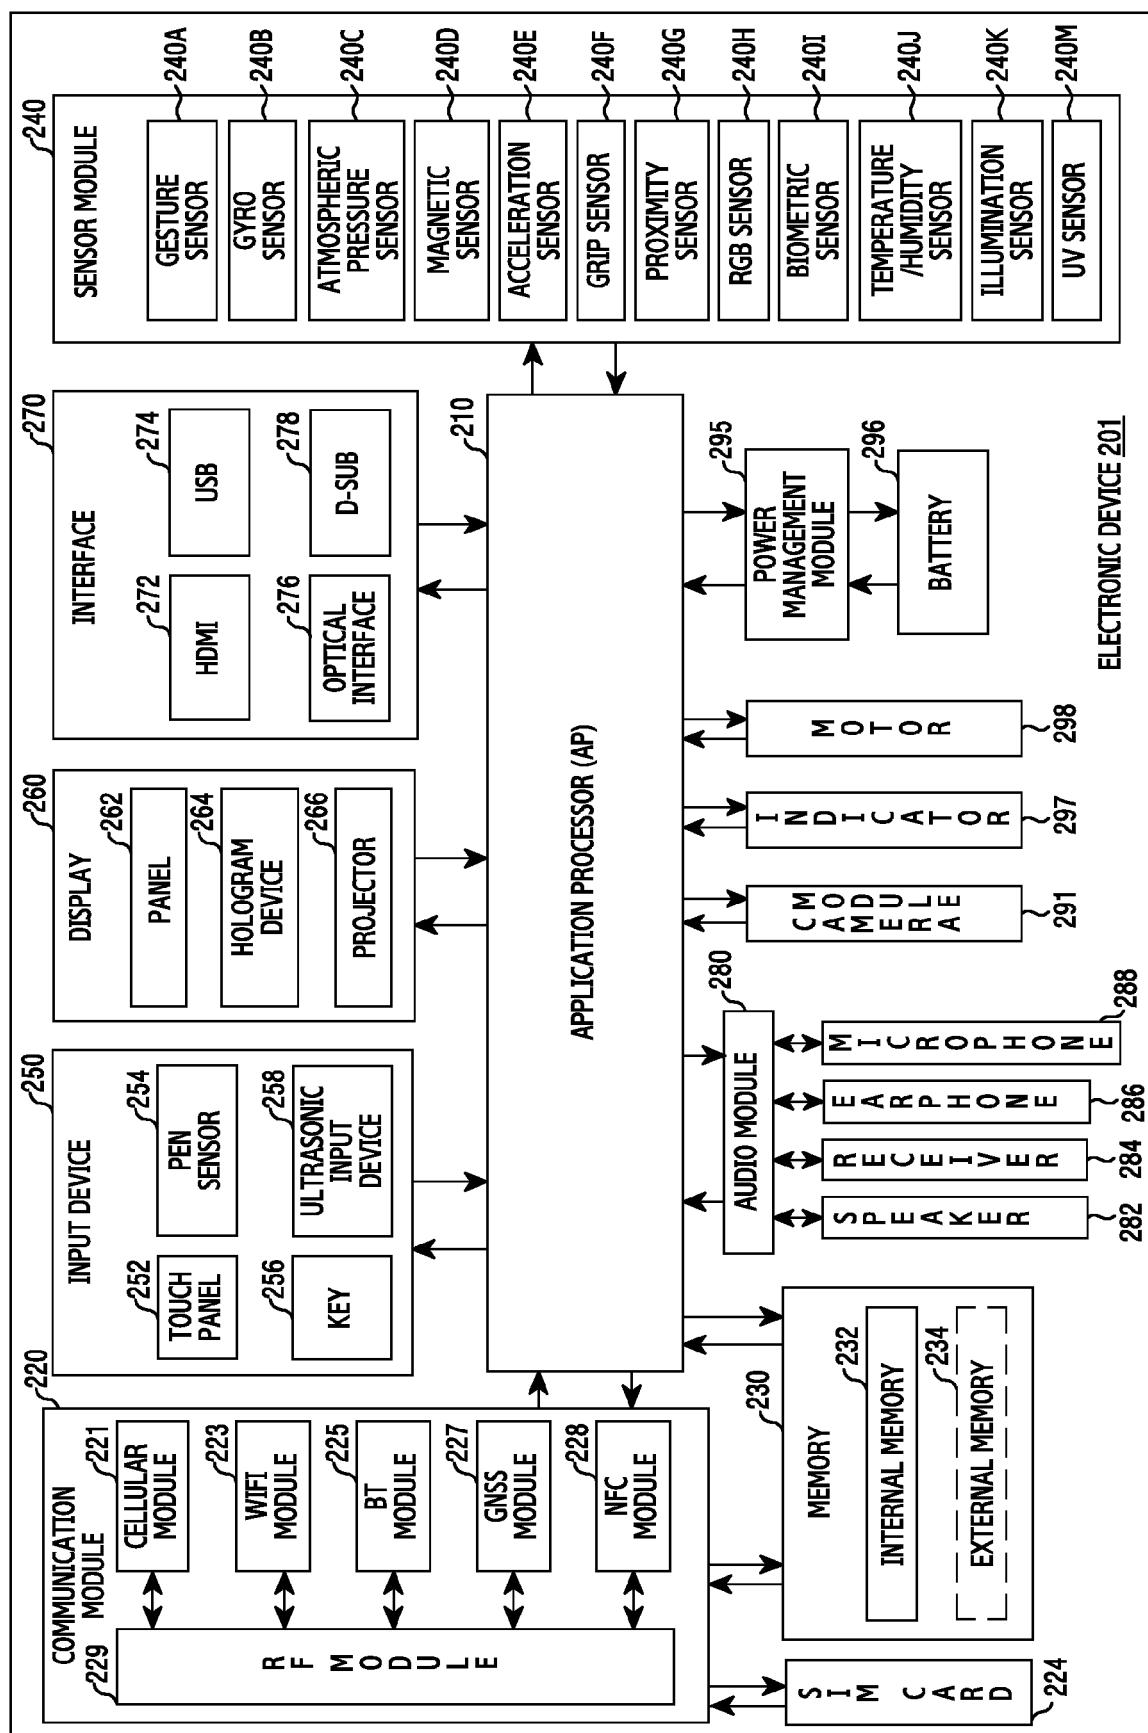 ELECTRONIC DEVICE 201
220
COMMUNICATION
MODULE
229
RF MODULE
221
CELLULAR
MODULE
223
WIFI
MODULE
225
BT
MODULE
227
GNSS
MODULE
228
NFC
MODULE
250
INPUT DEVICE
252
TOUCH
PANEL
254
PEN
SENSOR
256
KEY
258
ULTRASONIC
INPUT
DEVICE
260
DISPLAY
262
PANEL
264
HOLOGRAM
DEVICE
266
PROJECTOR
270
INTERFACE
272
HDMI
274
USB
276
OPTICAL
INTERFACE
278
D-SUB
240
SENSOR MODULE
GESTURE
SENSOR
240A
GYRO
SENSOR
240B
ATMOSPHERIC
PRESSURE
SENSOR
240C
MAGNETIC
SENSOR
240D
ACCELERATION
SENSOR
240E
GRIP SENSOR
240F
PROXIMITY
SENSOR
240G
RGB SENSOR
240H
BIOMETRIC
SENSOR
240I
TEMPERATURE
/HUMIDITY
SENSOR
240J
ILLUMINATION
SENSOR
240K
UV SENSOR
240M
210
APPLICATION PROCESSOR (AP)
SIM CARD
224
230
MEMORY
232
INTERNAL MEMORY
234
EXTERNAL MEMORY
280
AUDIO MODULE
SPEAKER
282
RECEIVER
284
EARPHONE
286
MICROPHONE
288
CAMERA
MODULE
291
INDICATOR
297
MOTOR
298
295
POWER
MANAGEMENT
MODULE
296
BATTERY